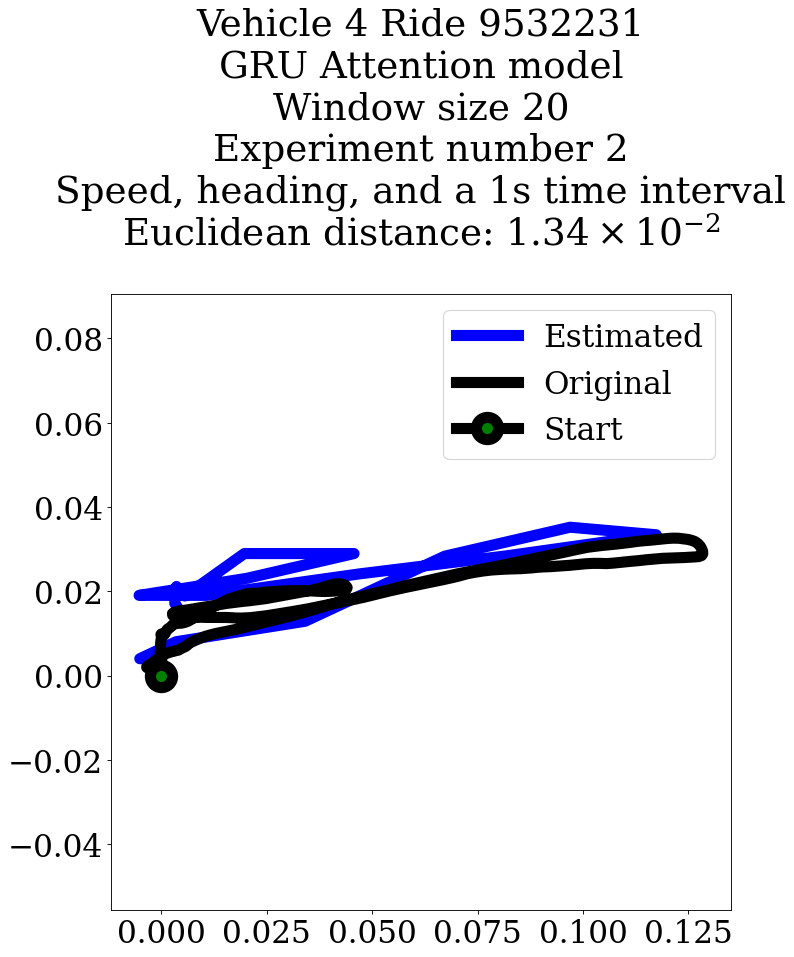 Vehicle 4 Ride 9532231
GRU Attention model
Window size 20
Experiment number 2
Speed, heading, and a 1s time interval
Euclidean distance: 1.34 × 10⁻²
Estimated
Original
Start
0.08
0.06
0.04
0.02
0.00
−0.02
−0.04
0.000 0.025 0.050 0.075 0.100 0.125